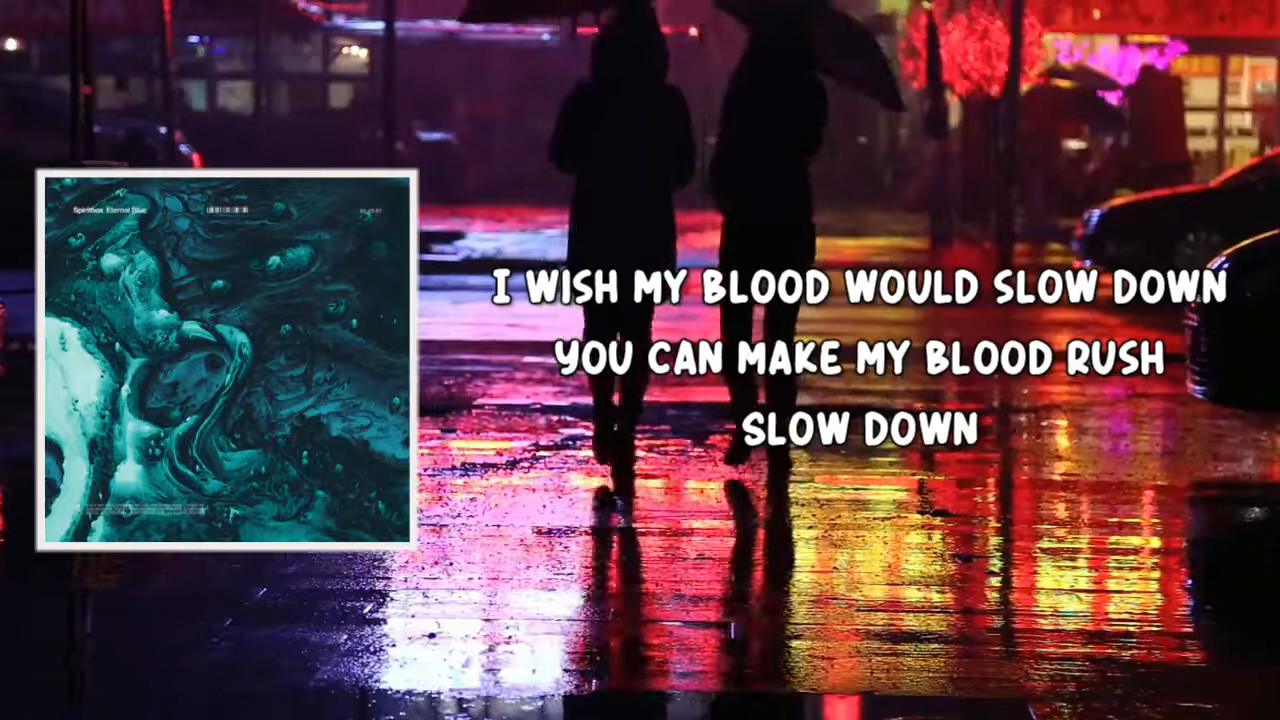 Spiritbox Eternal Blue
I WISH MY BLOOD WOULD SLOW DOWN
YOU CAN MAKE MY BLOOD RUSH
SLOW DOWN